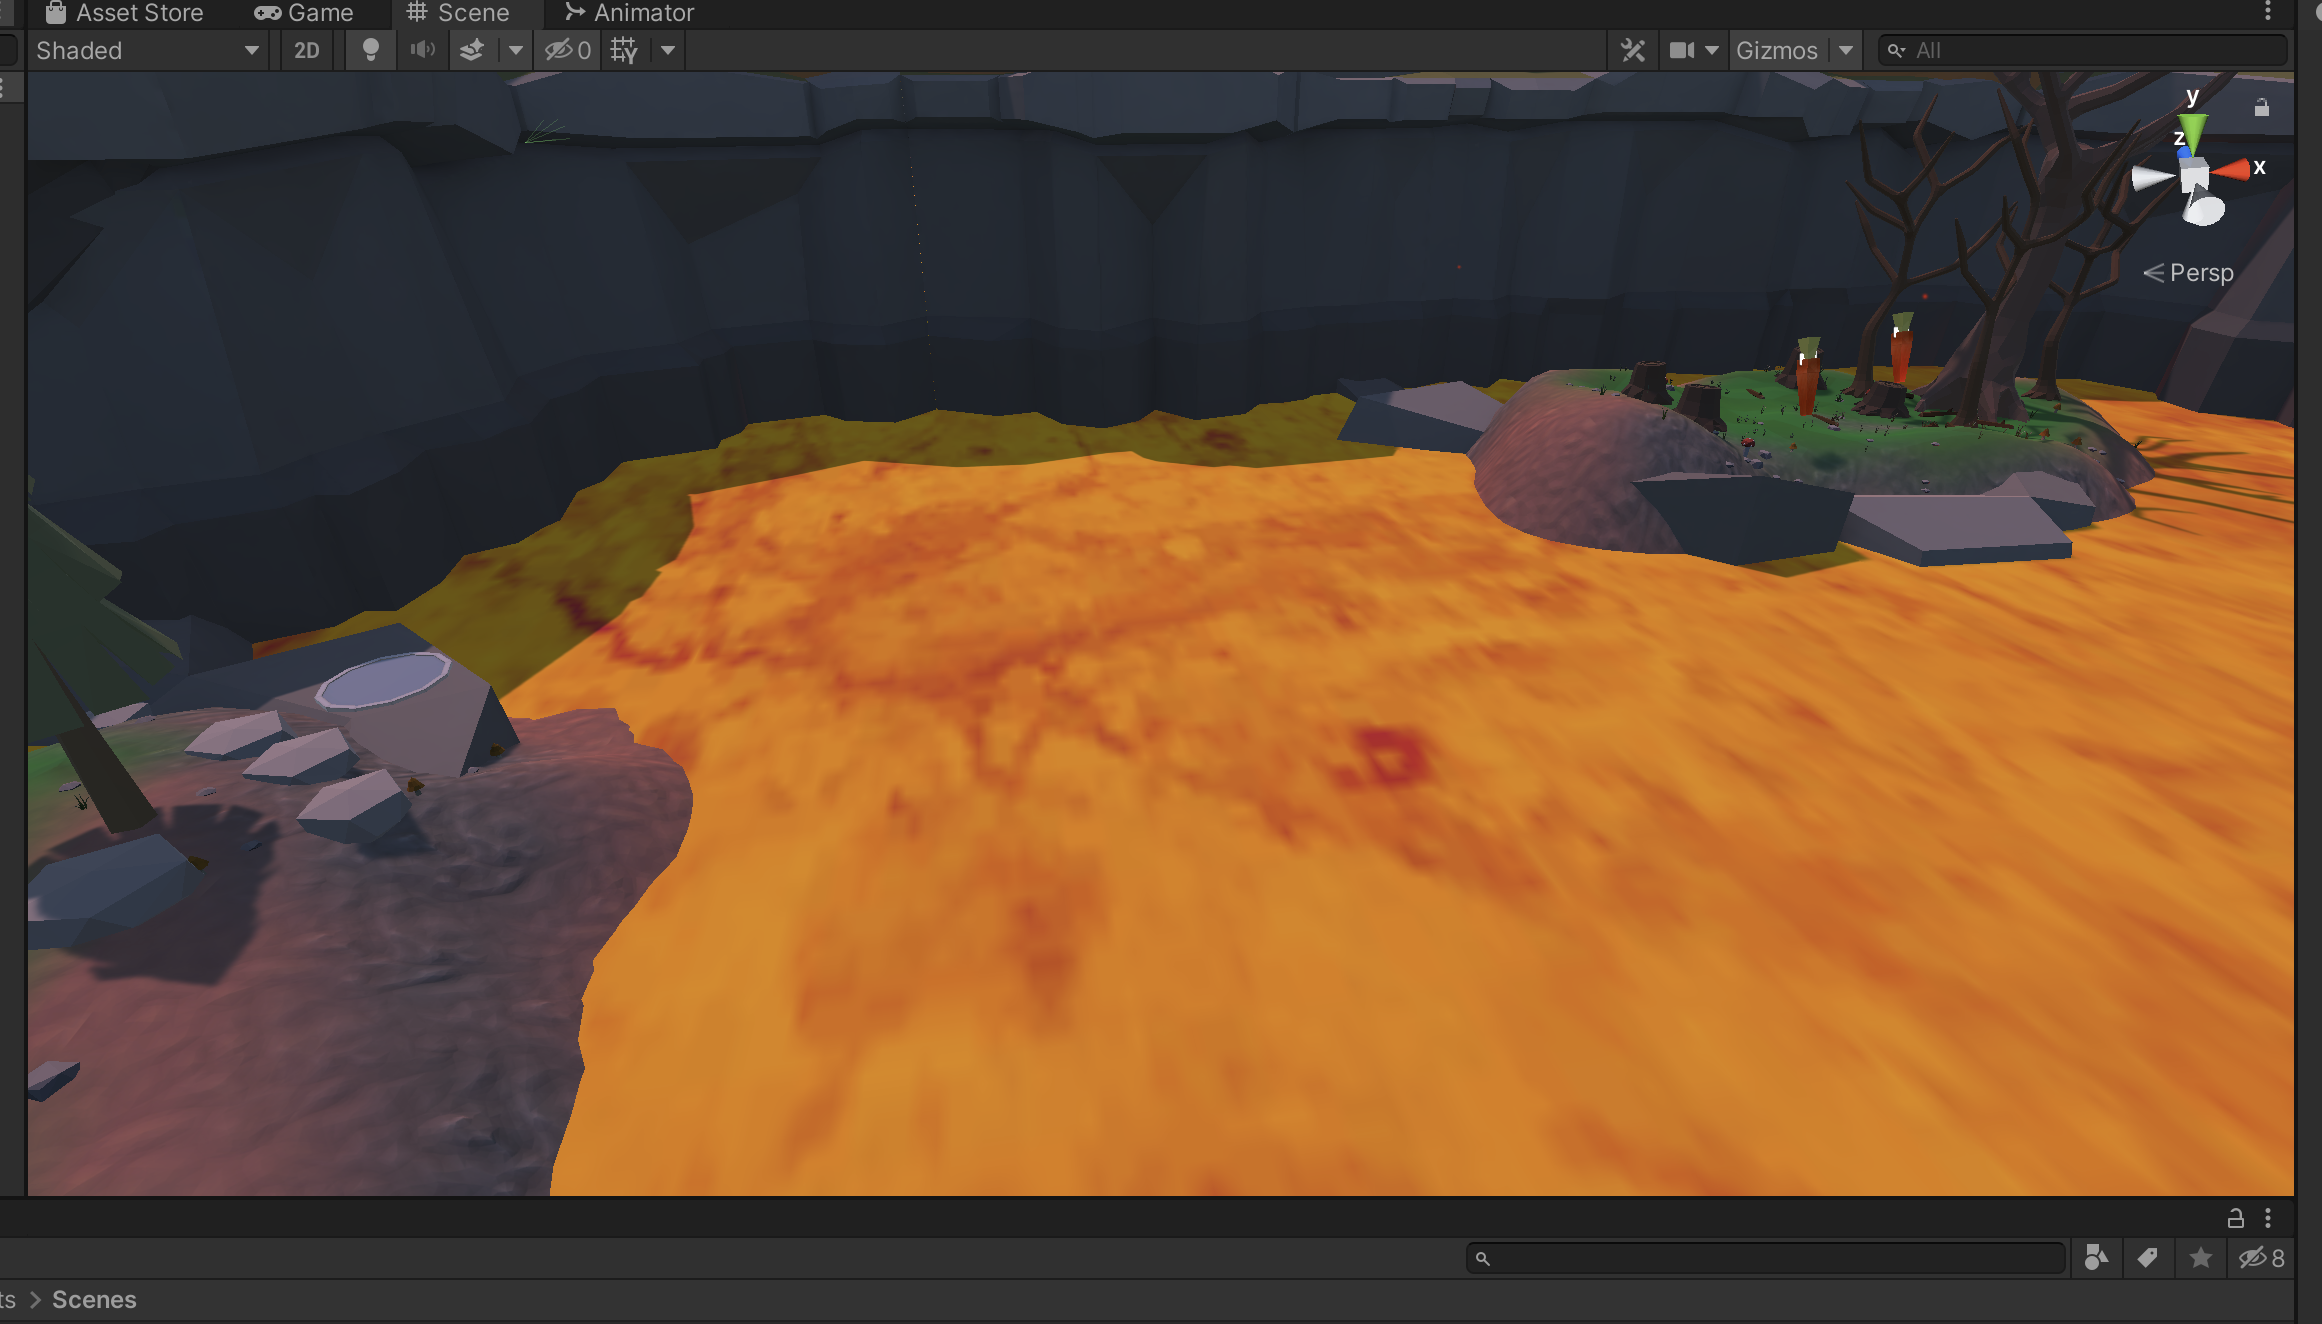 Asset Store Game Scene Animator
Shaded 2D 0 Gizmos All
y
z
x
Persp
8
ts > Scenes